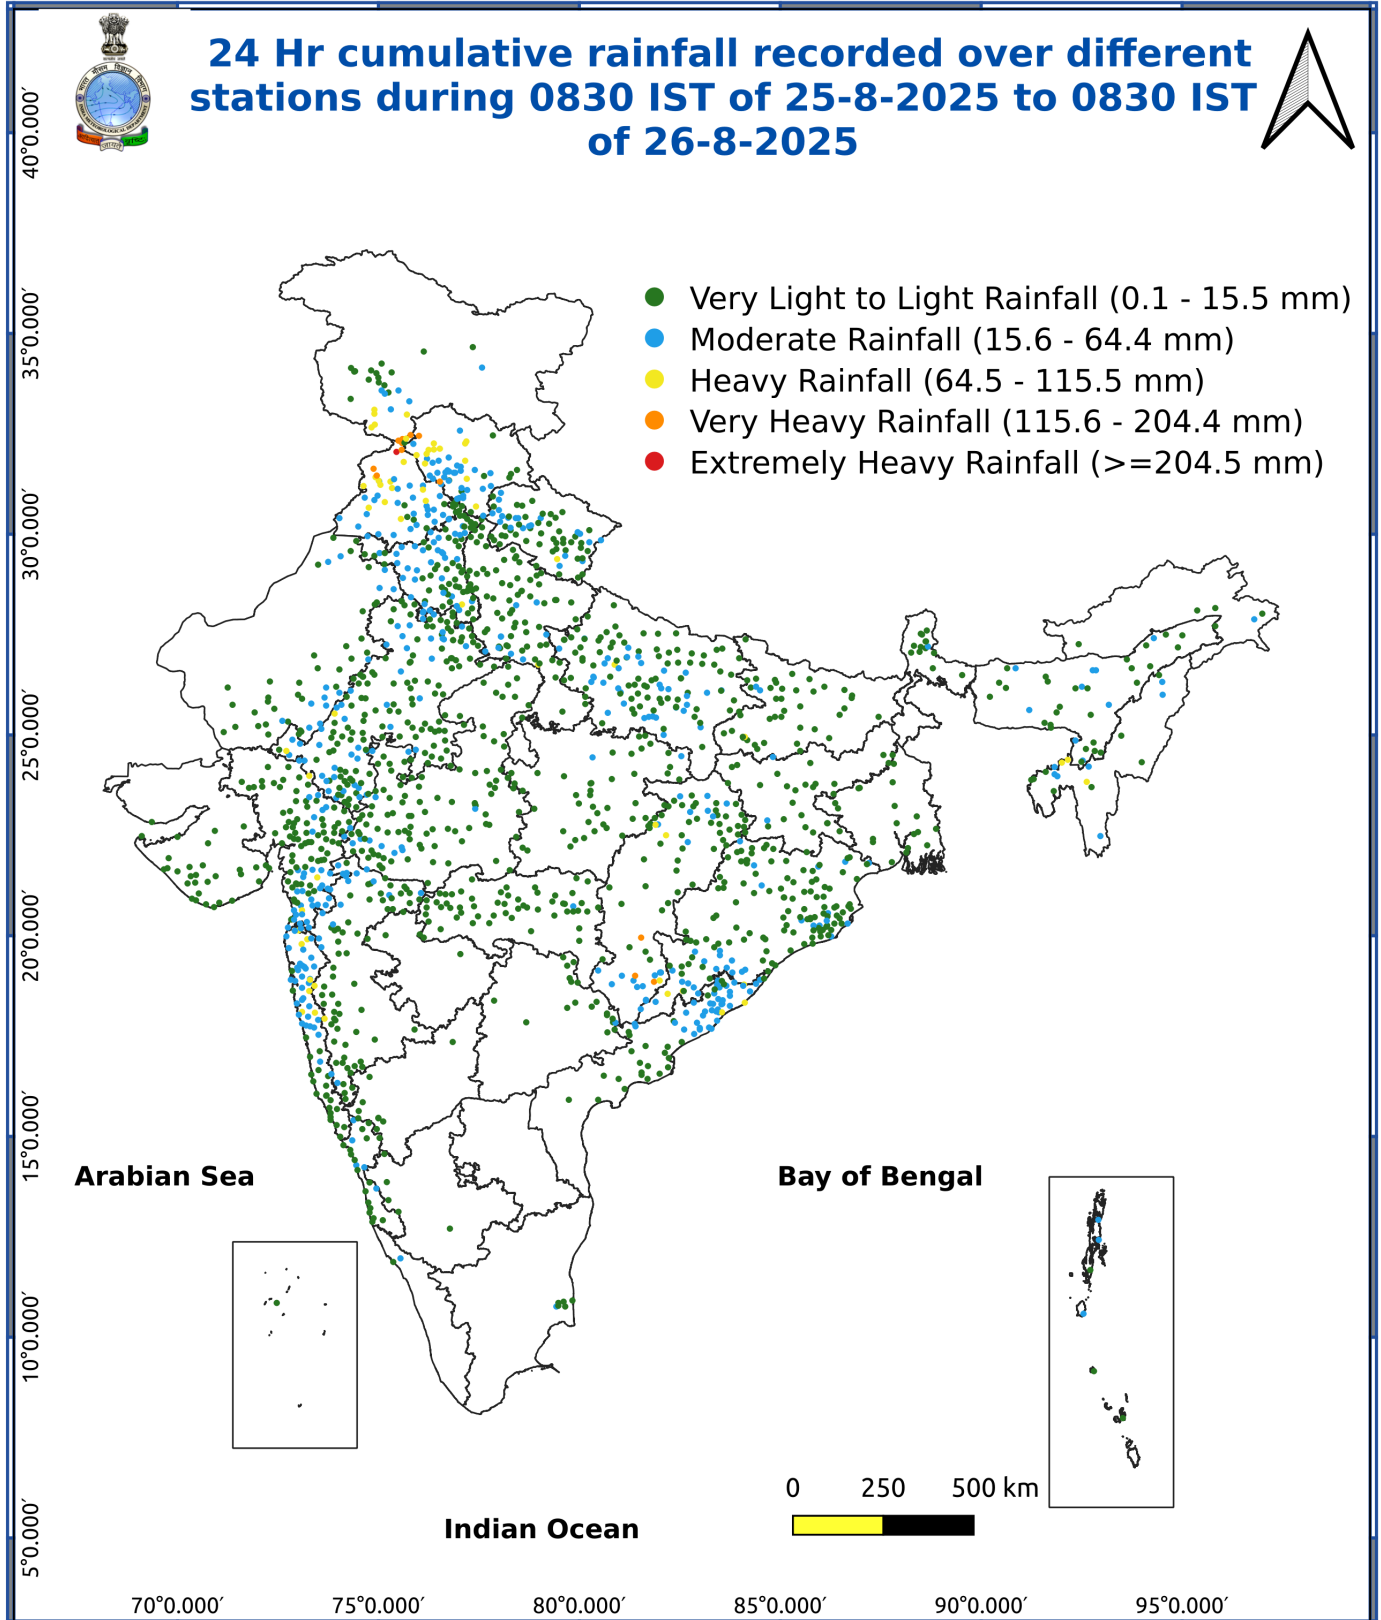 24 Hr cumulative rainfall recorded over different
stations during 0830 IST of 25-8-2025 to 0830 IST
of 26-8-2025
Very Light to Light Rainfall (0.1 - 15.5 mm)
Moderate Rainfall (15.6 - 64.4 mm)
Heavy Rainfall (64.5 - 115.5 mm)
Very Heavy Rainfall (115.6 - 204.4 mm)
Extremely Heavy Rainfall (>=204.5 mm)
40°0.000′
35°0.000′
30°0.000′
25°0.000′
20°0.000′
15°0.000′
10°0.000′
5°0.000′
Arabian Sea
Bay of Bengal
0 250 500 km
Indian Ocean
70°0.000′ 75°0.000′ 80°0.000′ 85°0.000′ 90°0.000′ 95°0.000′